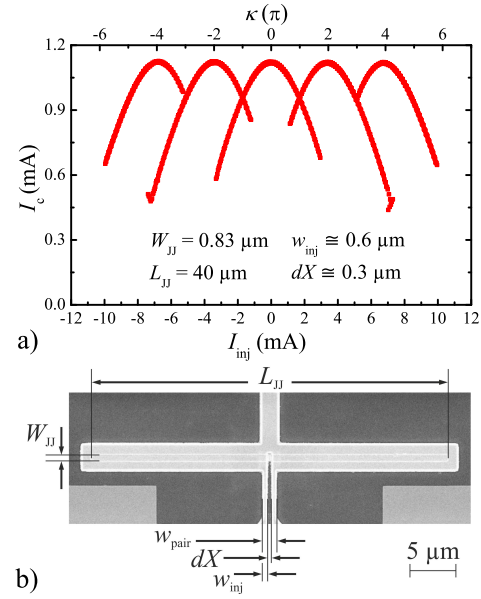 κ (π)
-6 -4 -2 0 2 4 6
1.2
0.9
0.6
0.3
0.0
I_c (mA)
W_JJ = 0.83 µm w_inj ≅ 0.6 µm
L_JJ = 40 µm dX ≅ 0.3 µm
-12 -10 -8 -6 -4 -2 0 2 4 6 8 10 12
a) I_inj (mA)
L_JJ
W_JJ
w_pair
dX
w_inj
5 µm
b)